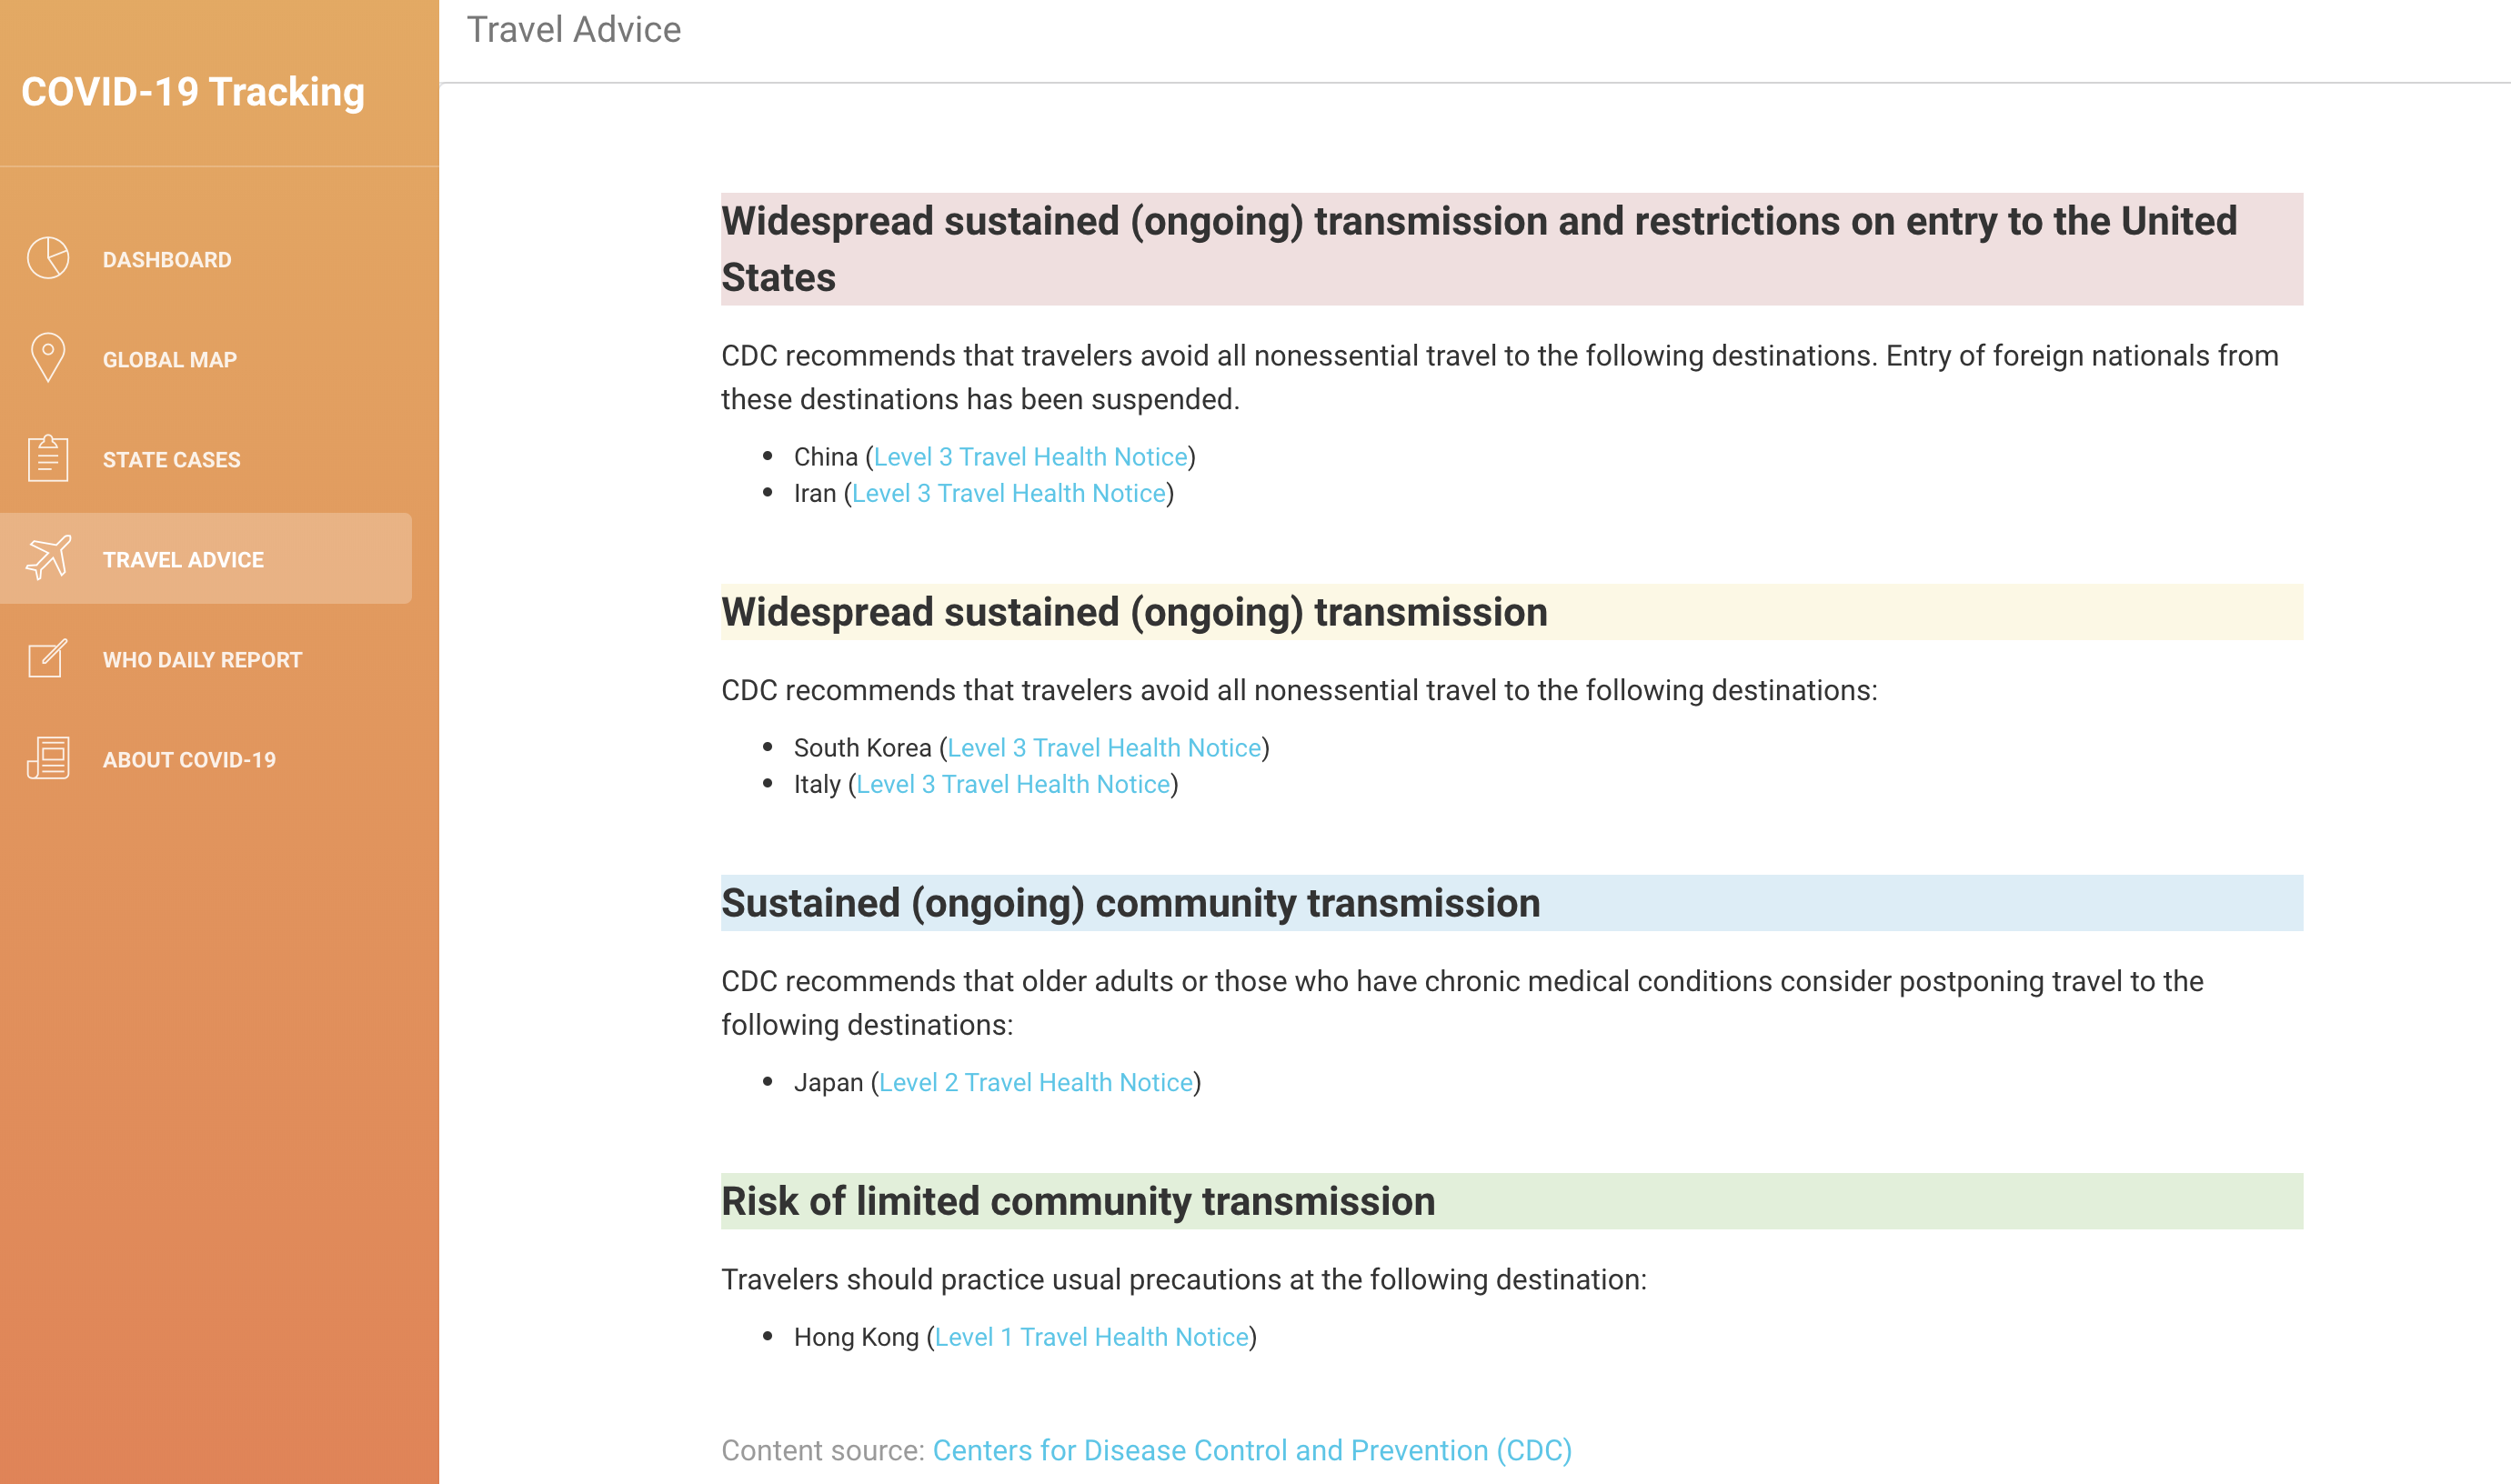 COVID-19 Tracking
DASHBOARD
GLOBAL MAP
STATE CASES
TRAVEL ADVICE
WHO DAILY REPORT
ABOUT COVID-19
Travel Advice
Widespread sustained (ongoing) transmission and restrictions on entry to the United
States
CDC recommends that travelers avoid all nonessential travel to the following destinations. Entry of foreign nationals from
these destinations has been suspended.
China (Level 3 Travel Health Notice)
Iran (Level 3 Travel Health Notice)
Widespread sustained (ongoing) transmission
CDC recommends that travelers avoid all nonessential travel to the following destinations:
South Korea (Level 3 Travel Health Notice)
Italy (Level 3 Travel Health Notice)
Sustained (ongoing) community transmission
CDC recommends that older adults or those who have chronic medical conditions consider postponing travel to the
following destinations:
Japan (Level 2 Travel Health Notice)
Risk of limited community transmission
Travelers should practice usual precautions at the following destination:
Hong Kong (Level 1 Travel Health Notice)
Content source: Centers for Disease Control and Prevention (CDC)